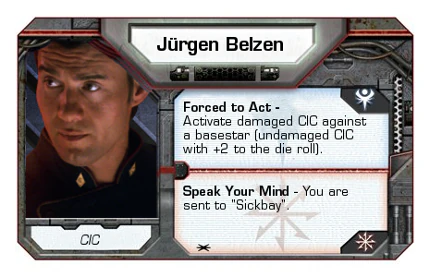 Jürgen Belzen
Forced to Act -
Activate damaged CIC against
a basestar (undamaged CIC
with +2 to the die roll).
Speak Your Mind - You are
sent to "Sickbay".
CIC